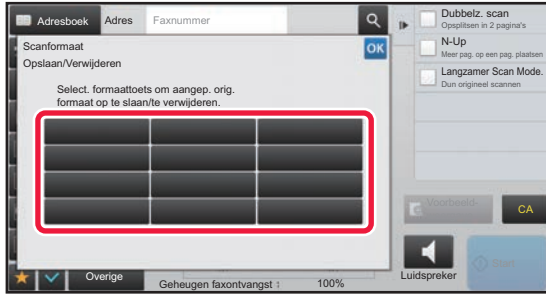 Adresboek
Adres
Faxnummer
Scanformaat
OK
Opslaan/Verwijderen
Select. formaattoets om aangep. orig.
formaat op te slaan/te verwijderen.
Overige
Geheugen faxontvangst :
100%
Dubbelz. scan
Opsplitsen in 2 pagina's
N-Up
Meer pag. op een pag. plaatsen
Langzamer Scan Mode.
Dun origineel scannen
Voorbeeld-
CA
Luidspreker
Start